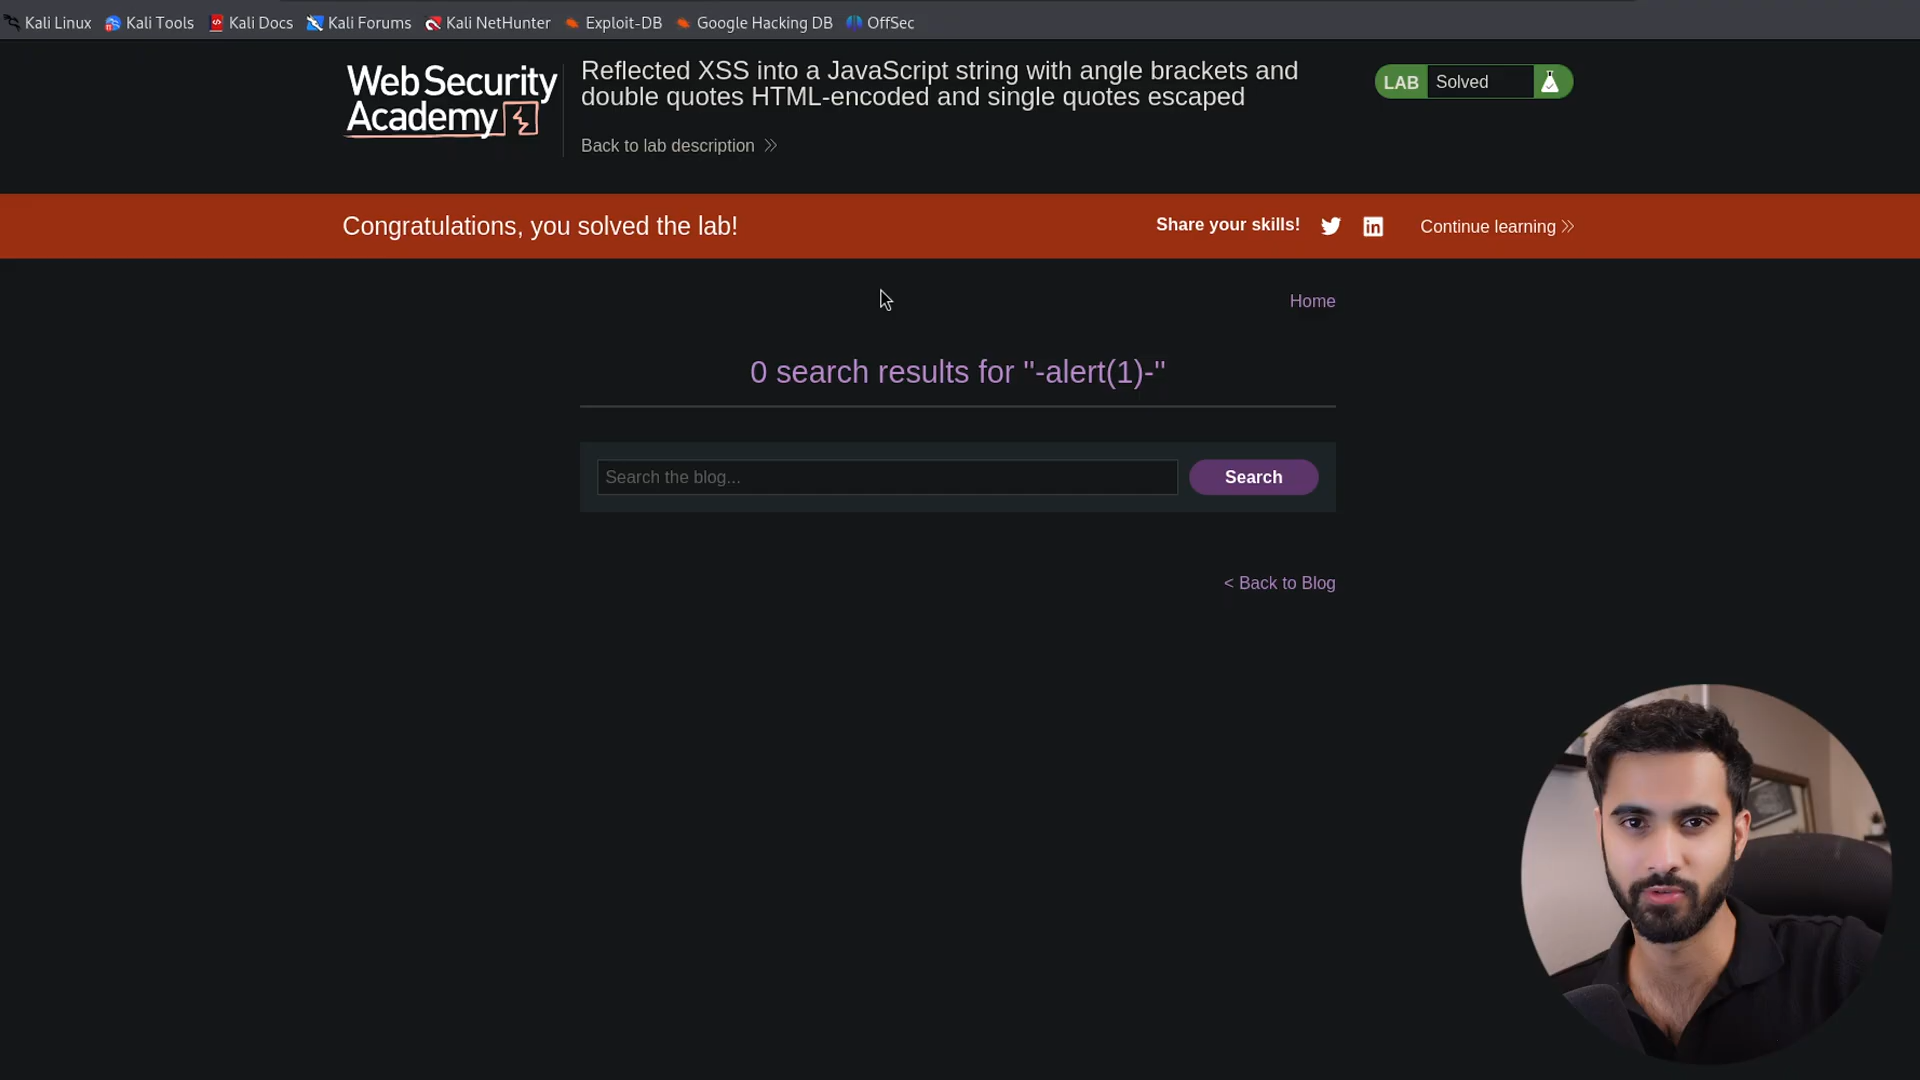 Kali Linux Kali Tools Kali Docs Kali Forums Kali NetHunter Exploit-DB Google Hacking DB OffSec
Web Security
Academy
Reflected XSS into a JavaScript string with angle brackets and
double quotes HTML-encoded and single quotes escaped
Back to lab description
LAB Solved
Congratulations, you solved the lab!
Share your skills!
Continue learning
Home
0 search results for "-alert(1)-"
Search the blog...
Search
< Back to Blog